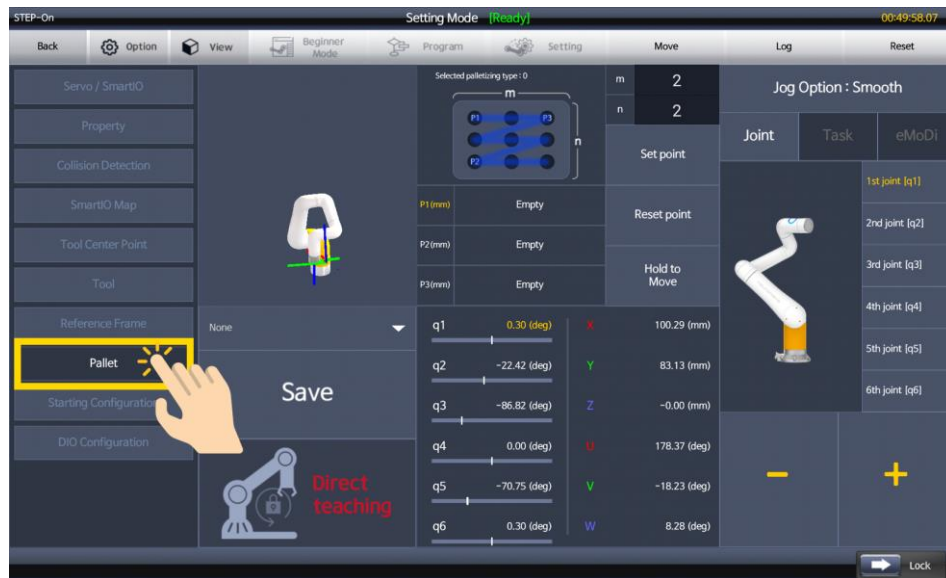 STEP-On
Setting Mode [Ready]
00:49:58.07
Back
Option
View
Beginner
Mode
Program
Setting
Move
Log
Reset
Servo / SmartIO
Property
Collision Detection
SmartIO Map
Tool Center Point
Tool
Reference Frame
Pallet
Starting Configuration
DIO Configuration
None
Save
Direct
teaching
Selected palletizing type : 0
m
P1
P3
n
P2
P1(mm) Empty
P2(mm) Empty
P3(mm) Empty
m 2
n 2
Set point
Reset point
Hold to
Move
q1 0.30 (deg) X 100.29 (mm)
q2 -22.42 (deg) Y 83.13 (mm)
q3 -86.82 (deg) Z -0.00 (mm)
q4 0.00 (deg) U 178.37 (deg)
q5 -70.75 (deg) V -18.23 (deg)
q6 0.30 (deg) W 8.28 (deg)
Jog Option : Smooth
Joint Task eMoDi
1st joint [q1]
2nd joint [q2]
3rd joint [q3]
4th joint [q4]
5th joint [q5]
6th joint [q6]
- +
Lock